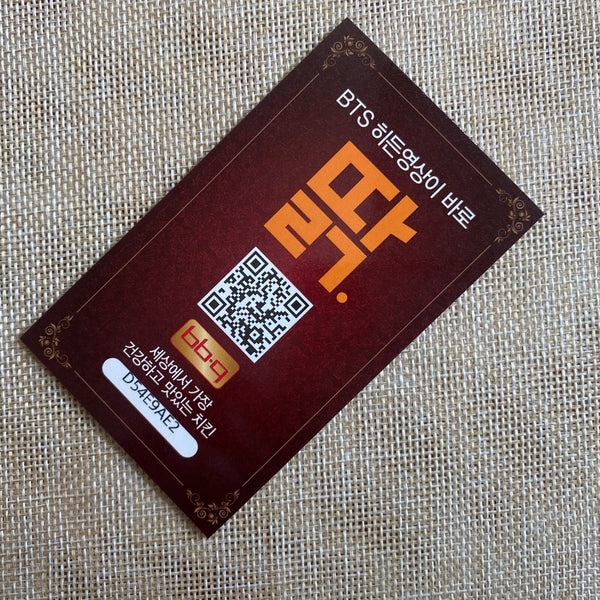 BTS 히든영상이 바로
딹.
bb.q
세상에서 가장
건강하고 맛있는 치킨
D54E9AE2